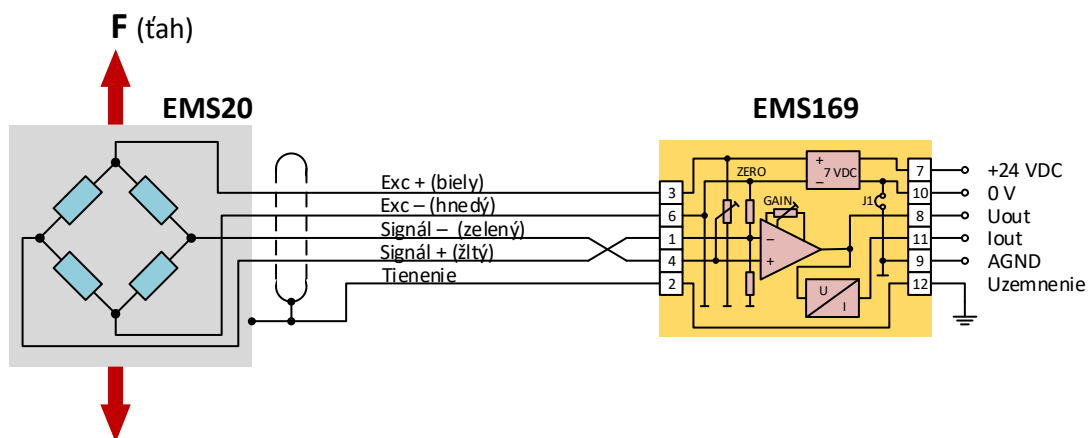 F (ťah)
EMS20
EMS169
Exc + (biely)
Exc – (hnedý)
Signál – (zelený)
Signál + (žltý)
Tienenie
3
6
1
4
2
ZERO
GAIN
+
–
7 VDC
J1
–
+
U
I
7
10
8
11
9
12
+24 VDC
0 V
Uout
Iout
AGND
Uzemnenie